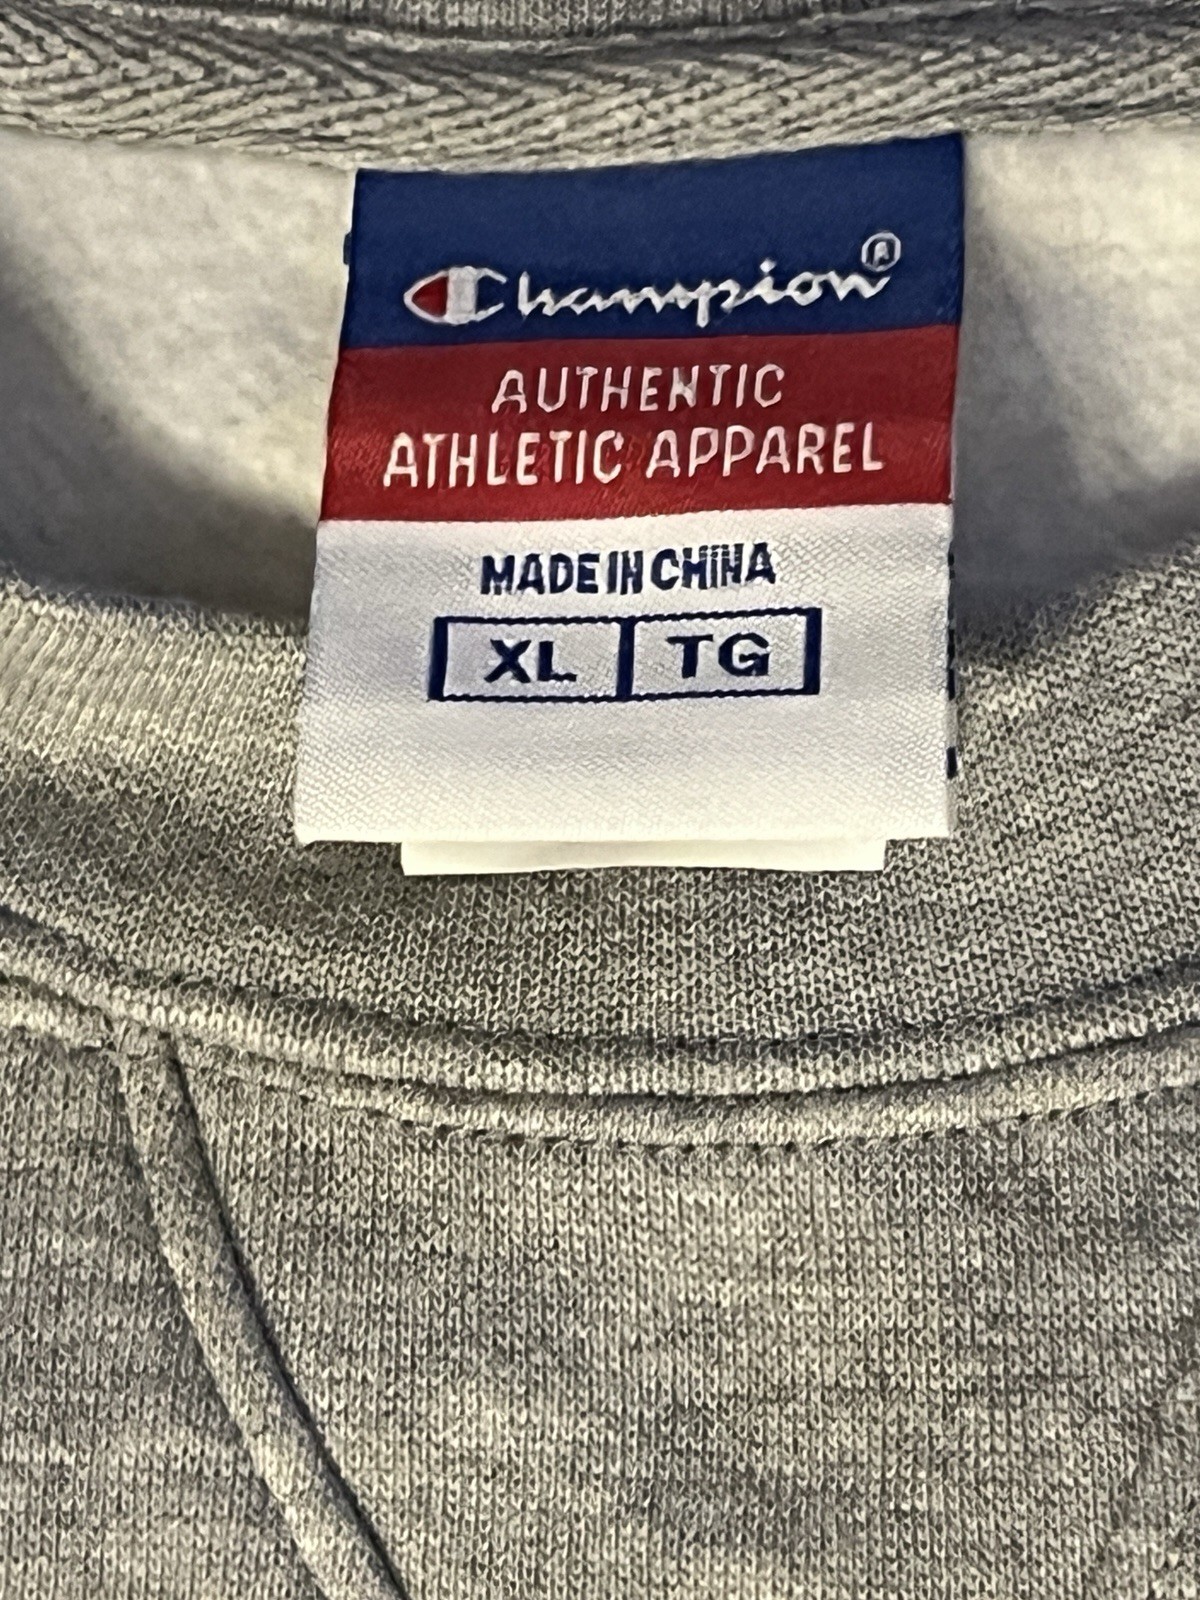 Champion®
AUTHENTIC
ATHLETIC APPAREL
MADE IN CHINA
XL TG